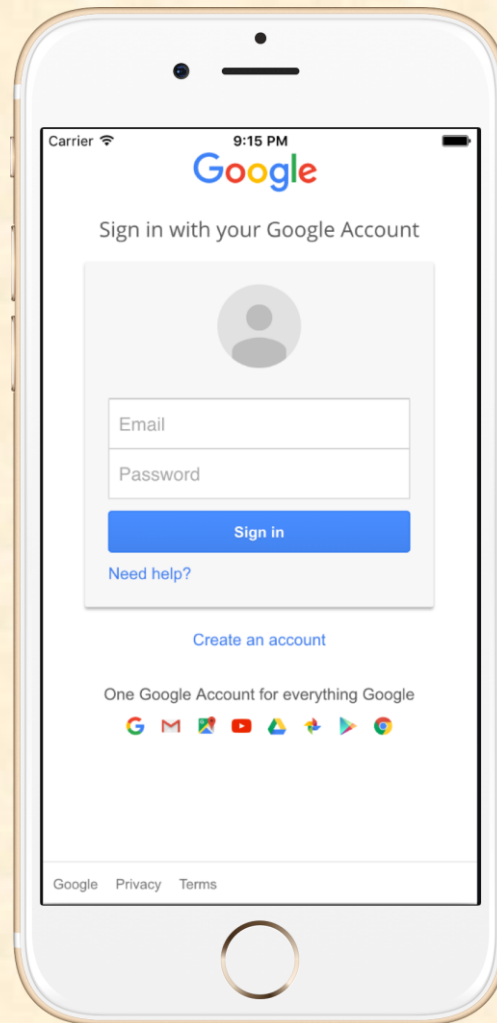 Carrier 9:15 PM
Google
Sign in with your Google Account
Email
Password
Sign in
Need help?
Create an account
One Google Account for everything Google
Google Privacy Terms